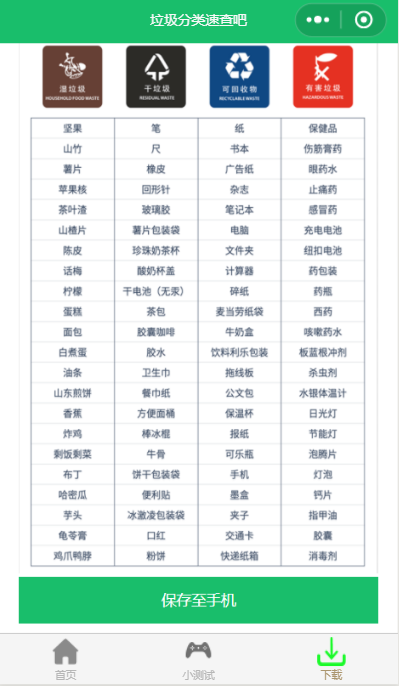 垃圾分类速查吧
湿垃圾 干垃圾 可回收物 有害垃圾
HOUSEHOLD FOOD WASTE RESIDUAL WASTE RECYCLABLE WASTE HAZARDOUS WASTE
坚果 笔 纸 保健品
山竹 尺 书本 伤筋膏药
薯片 橡皮 广告纸 眼药水
苹果核 回形针 杂志 止痛药
茶叶渣 玻璃胶 笔记本 感冒药
山楂片 薯片包装袋 电脑 充电电池
陈皮 珍珠奶茶杯 文件夹 纽扣电池
话梅 酸奶杯盖 计算器 药包装
柠檬 干电池（无汞） 碎纸 药瓶
蛋糕 茶包 麦当劳纸袋 西药
面包 胶囊咖啡 牛奶盒 咳嗽药水
白煮蛋 胶水 饮料利乐包装 板蓝根冲剂
油条 卫生巾 拖线板 杀虫剂
山东煎饼 餐巾纸 公文包 水银体温计
香蕉 方便面桶 保温杯 日光灯
炸鸡 棒冰棍 报纸 节能灯
剩饭剩菜 牛骨 可乐瓶 泡腾片
布丁 饼干包装袋 手机 灯泡
哈密瓜 便利贴 墨盒 钙片
芋头 冰激凌包装袋 夹子 指甲油
龟苓膏 口红 交通卡 胶囊
鸡爪鸭脖 粉饼 快递纸箱 消毒剂
保存至手机
首页 小测试 下载